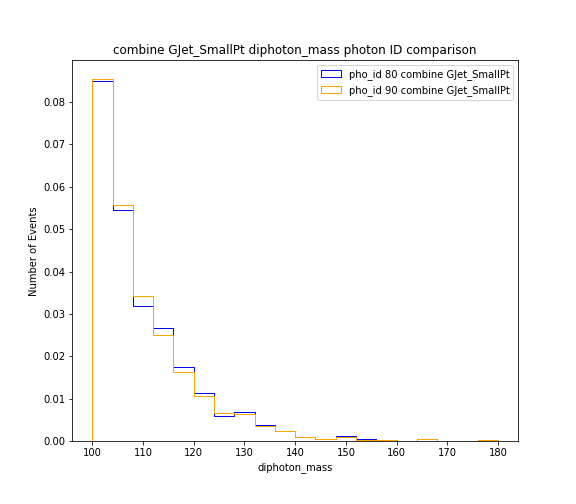 combine GJet_SmallPt diphoton_mass photon ID comparison
pho_id 80 combine GJet_SmallPt
pho_id 90 combine GJet_SmallPt
Number of Events
0.08
0.07
0.06
0.05
0.04
0.03
0.02
0.01
0.00
100 110 120 130 140 150 160 170 180
diphoton_mass